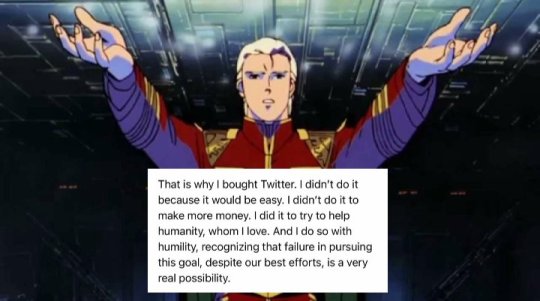 That is why I bought Twitter. I didn't do it
because it would be easy. I didn't do it to
make more money. I did it to try to help
humanity, whom I love. And I do so with
humility, recognizing that failure in pursuing
this goal, despite our best efforts, is a very
real possibility.